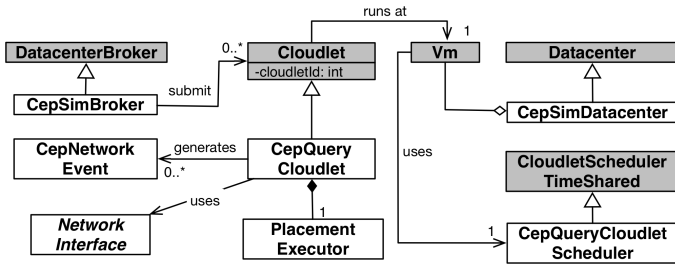 runs at
1
DatacenterBroker
0..*
Cloudlet
-cloudletId: int
Vm
Datacenter
submit
CepSimBroker
CepSimDatacenter
CepNetwork
Event
generates
0..*
CepQuery
Cloudlet
uses
CloudletScheduler
TimeShared
uses
Network
Interface
1
Placement
Executor
1
CepQueryCloudlet
Scheduler